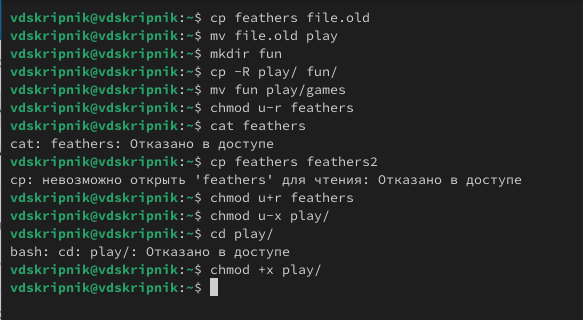 vdskripnik@vdskripnik:~$ cp feathers file.old
vdskripnik@vdskripnik:~$ mv file.old play
vdskripnik@vdskripnik:~$ mkdir fun
vdskripnik@vdskripnik:~$ cp -R play/ fun/
vdskripnik@vdskripnik:~$ mv fun play/games
vdskripnik@vdskripnik:~$ chmod u-r feathers
vdskripnik@vdskripnik:~$ cat feathers
cat: feathers: Отказано в доступе
vdskripnik@vdskripnik:~$ cp feathers feathers2
cp: невозможно открыть 'feathers' для чтения: Отказано в доступе
vdskripnik@vdskripnik:~$ chmod u+r feathers
vdskripnik@vdskripnik:~$ chmod u-x play/
vdskripnik@vdskripnik:~$ cd play/
bash: cd: play/: Отказано в доступе
vdskripnik@vdskripnik:~$ chmod +x play/
vdskripnik@vdskripnik:~$